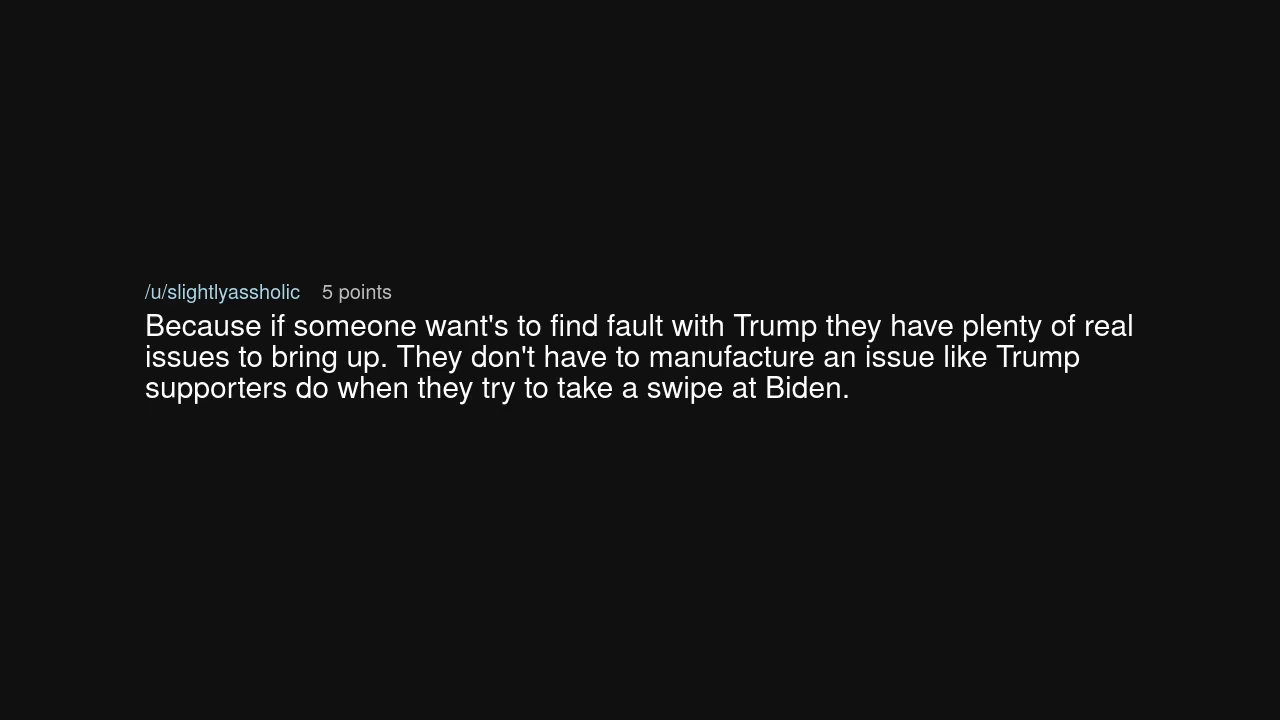 /u/slightlyassholic 5 points
Because if someone want's to find fault with Trump they have plenty of real
issues to bring up. They don't have to manufacture an issue like Trump
supporters do when they try to take a swipe at Biden.